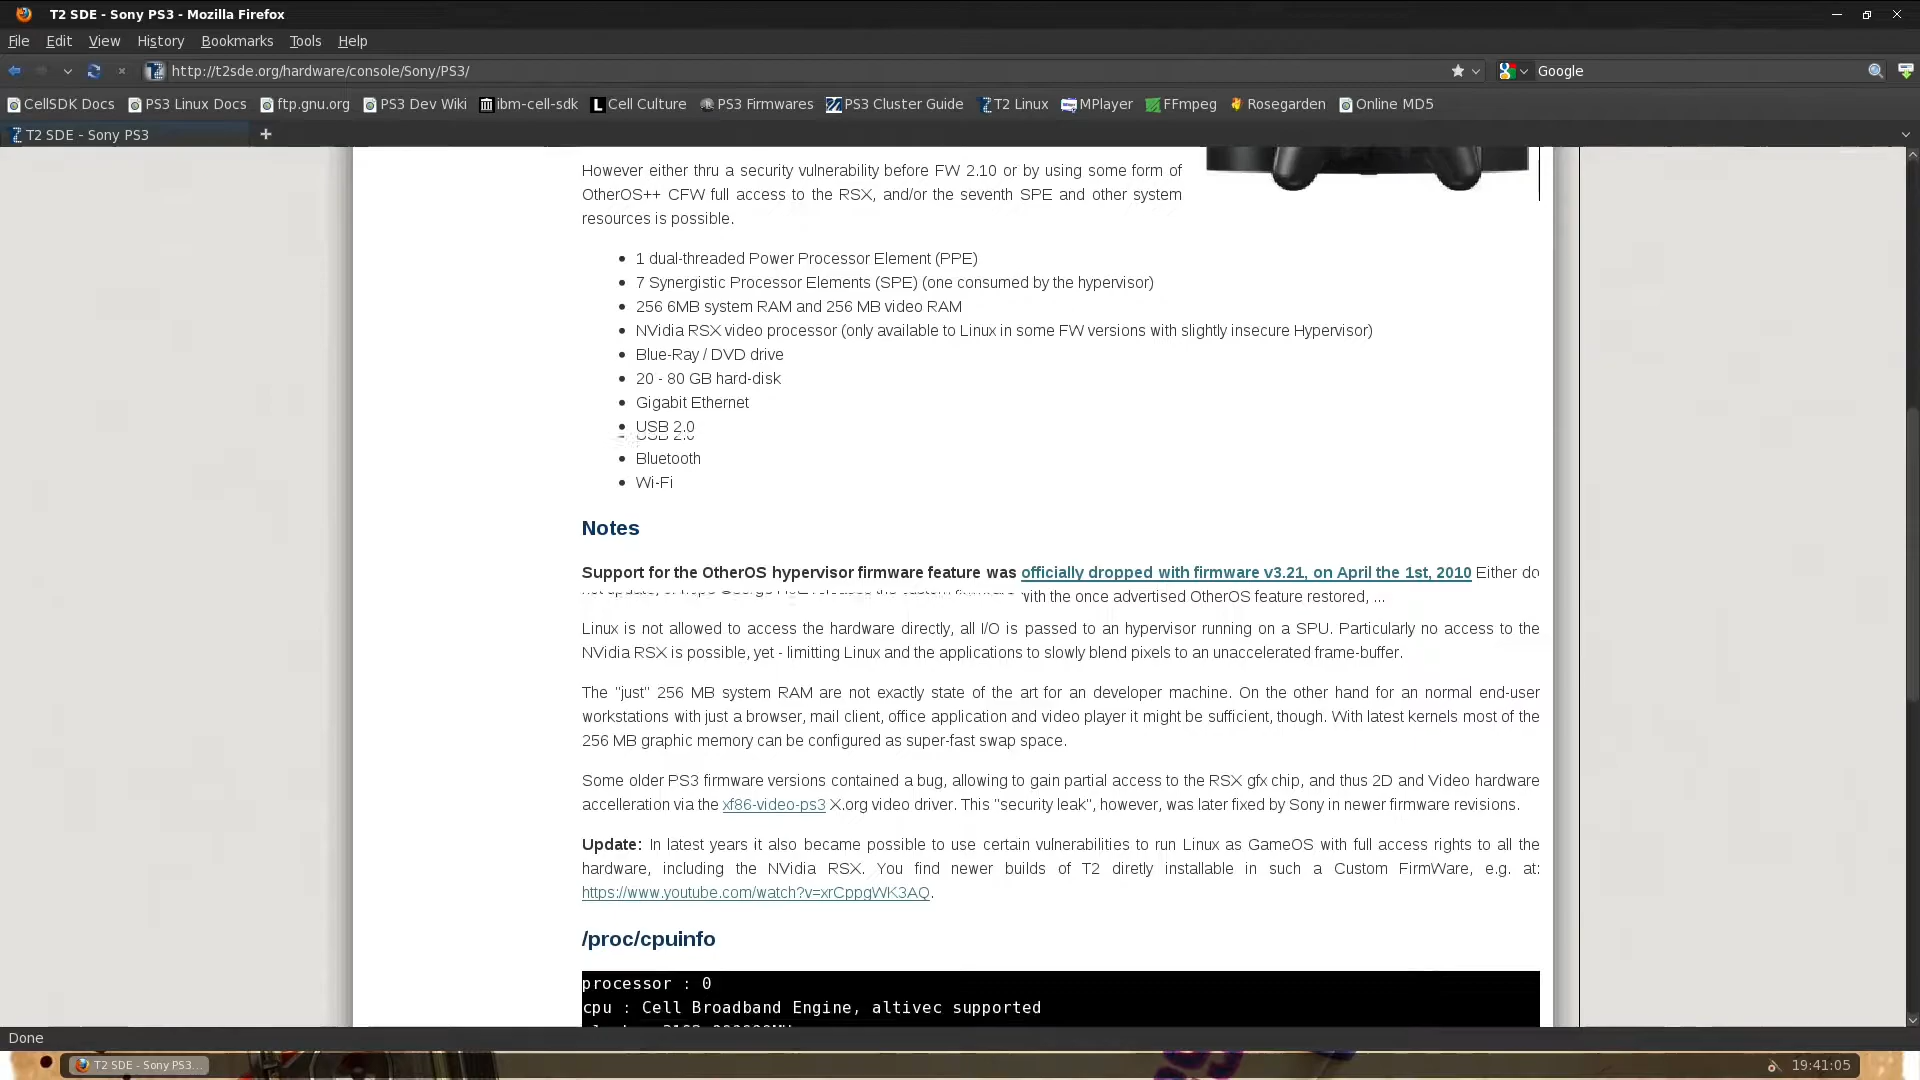 T2 SDE - Sony PS3 - Mozilla Firefox
File Edit View History Bookmarks Tools Help
http://t2sde.org/hardware/console/Sony/PS3/ Google
CellSDK Docs PS3 Linux Docs ftp.gnu.org PS3 Dev Wiki ibm-cell-sdk Cell Culture PS3 Firmwares PS3 Cluster Guide T2 Linux MPlayer FFmpeg Rosegarden Online MD5
T2 SDE - Sony PS3
However either thru a security vulnerability before FW 2.10 or by using some form of
OtherOS++ CFW full access to the RSX, and/or the seventh SPE and other system
resources is possible.
1 dual-threaded Power Processor Element (PPE)
7 Synergistic Processor Elements (SPE) (one consumed by the hypervisor)
256 6MB system RAM and 256 MB video RAM
NVidia RSX video processor (only available to Linux in some FW versions with slightly insecure Hypervisor)
Blue-Ray / DVD drive
20 - 80 GB hard-disk
Gigabit Ethernet
USB 2.0
Bluetooth
Wi-Fi
Notes
Support for the OtherOS hypervisor firmware feature was officially dropped with firmware v3.21, on April the 1st, 2010 Either do
with the once advertised OtherOS feature restored, ...
Linux is not allowed to access the hardware directly, all I/O is passed to an hypervisor running on a SPU. Particularly no access to the
NVidia RSX is possible, yet - limitting Linux and the applications to slowly blend pixels to an unaccelerated frame-buffer.
The "just" 256 MB system RAM are not exactly state of the art for an developer machine. On the other hand for an normal end-user
workstations with just a browser, mail client, office application and video player it might be sufficient, though. With latest kernels most of the
256 MB graphic memory can be configured as super-fast swap space.
Some older PS3 firmware versions contained a bug, allowing to gain partial access to the RSX gfx chip, and thus 2D and Video hardware
accelleration via the xf86-video-ps3 X.org video driver. This "security leak", however, was later fixed by Sony in newer firmware revisions.
Update: In latest years it also became possible to use certain vulnerabilities to run Linux as GameOS with full access rights to all the
hardware, including the NVidia RSX. You find newer builds of T2 diretly installable in such a Custom FirmWare, e.g. at:
https://www.youtube.com/watch?v=xrCppgWK3AQ.
/proc/cpuinfo
processor : 0
cpu : Cell Broadband Engine, altivec supported
Done
T2 SDE - Sony PS3... 19:41:05